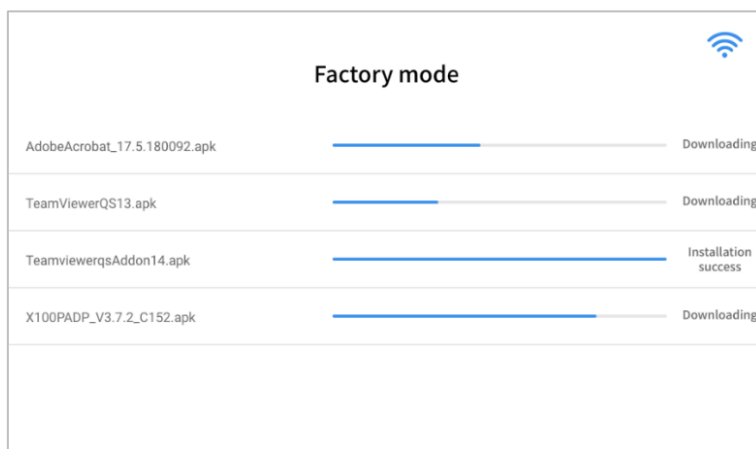 Factory mode
AdobeAcrobat_17.5.180092.apk Downloading
TeamViewerQS13.apk Downloading
TeamviewerqsAddon14.apk Installation success
X100PADP_V3.7.2_C152.apk Downloading